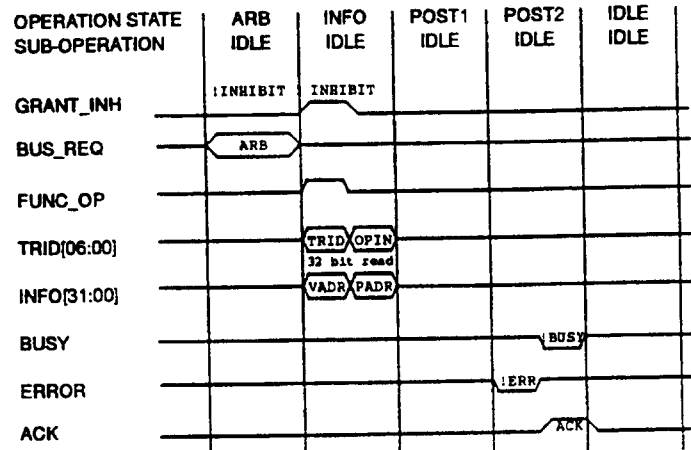 OPERATION STATE ARB INFO POST1 POST2 IDLE
SUB-OPERATION IDLE IDLE IDLE IDLE IDLE
!INHIBIT INHIBIT
GRANT_INH
BUS_REQ ARB
FUNC_OP
TRID[06:00] TRID OPIN
32 bit read
INFO[31:00] VADR PADR
BUSY !BUSY
ERROR !ERR
ACK ACK